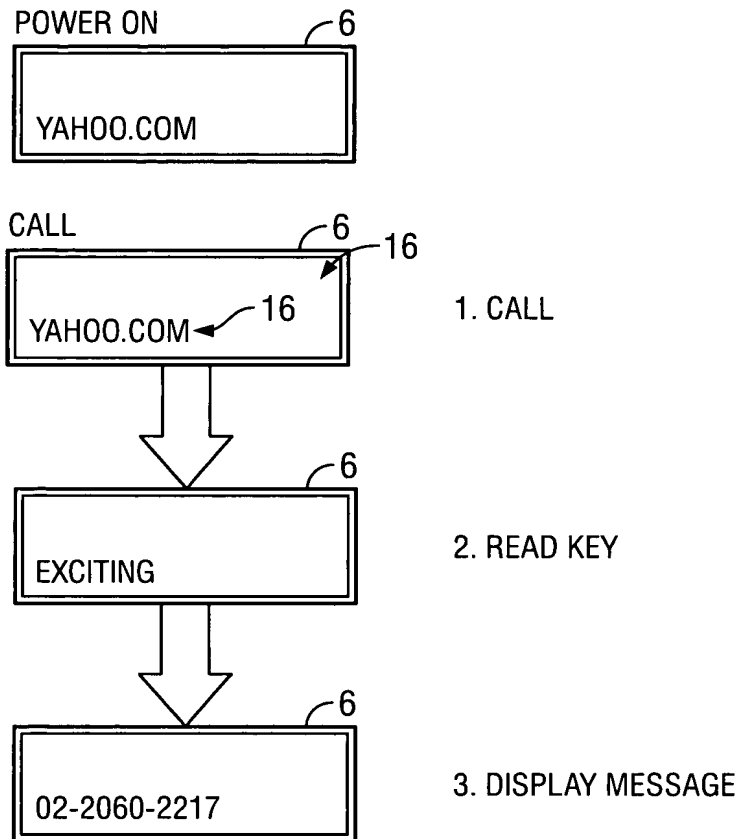 POWER ON
6
YAHOO.COM
CALL
6
16
YAHOO.COM
16
1. CALL
6
EXCITING
2. READ KEY
6
02-2060-2217
3. DISPLAY MESSAGE